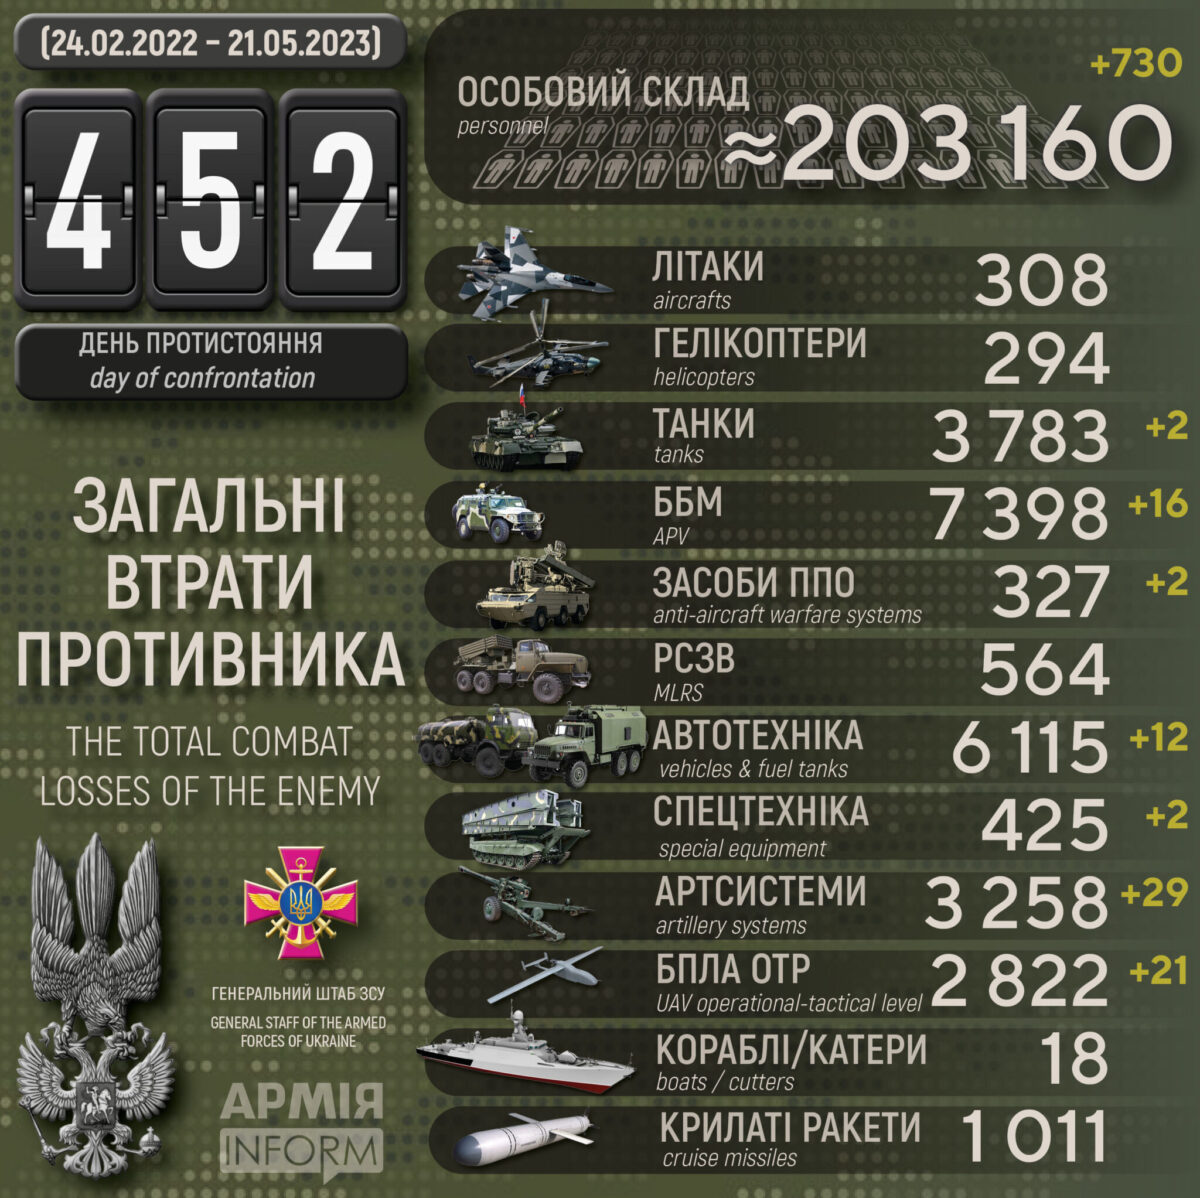 (24.02.2022 – 21.05.2023)
452
ДЕНЬ ПРОТИСТОЯННЯ
day of confrontation
ЗАГАЛЬНІ
ВТРАТИ
ПРОТИВНИКА
THE TOTAL COMBAT
LOSSES OF THE ENEMY
ГЕНЕРАЛЬНИЙ ШТАБ ЗСУ
GENERAL STAFF OF THE ARMED
FORCES OF UKRAINE
АРМІЯ
INFORM
+730
ОСОБОВИЙ СКЛАД
personnel
≈203 160
ЛІТАКИ
aircrafts
308
ГЕЛІКОПТЕРИ
helicopters
294
ТАНКИ
tanks
3 783 +2
ББМ
APV
7 398 +16
ЗАСОБИ ППО
anti-aircraft warfare systems
327 +2
РСЗВ
MLRS
564
АВТОТЕХНІКА
vehicles & fuel tanks
6 115 +12
СПЕЦТЕХНІКА
special equipment
425 +2
АРТСИСТЕМИ
artillery systems
3 258 +29
БПЛА ОТР
UAV operational-tactical level
2 822 +21
КОРАБЛІ/КАТЕРИ
boats / cutters
18
КРИЛАТІ РАКЕТИ
cruise missiles
1 011